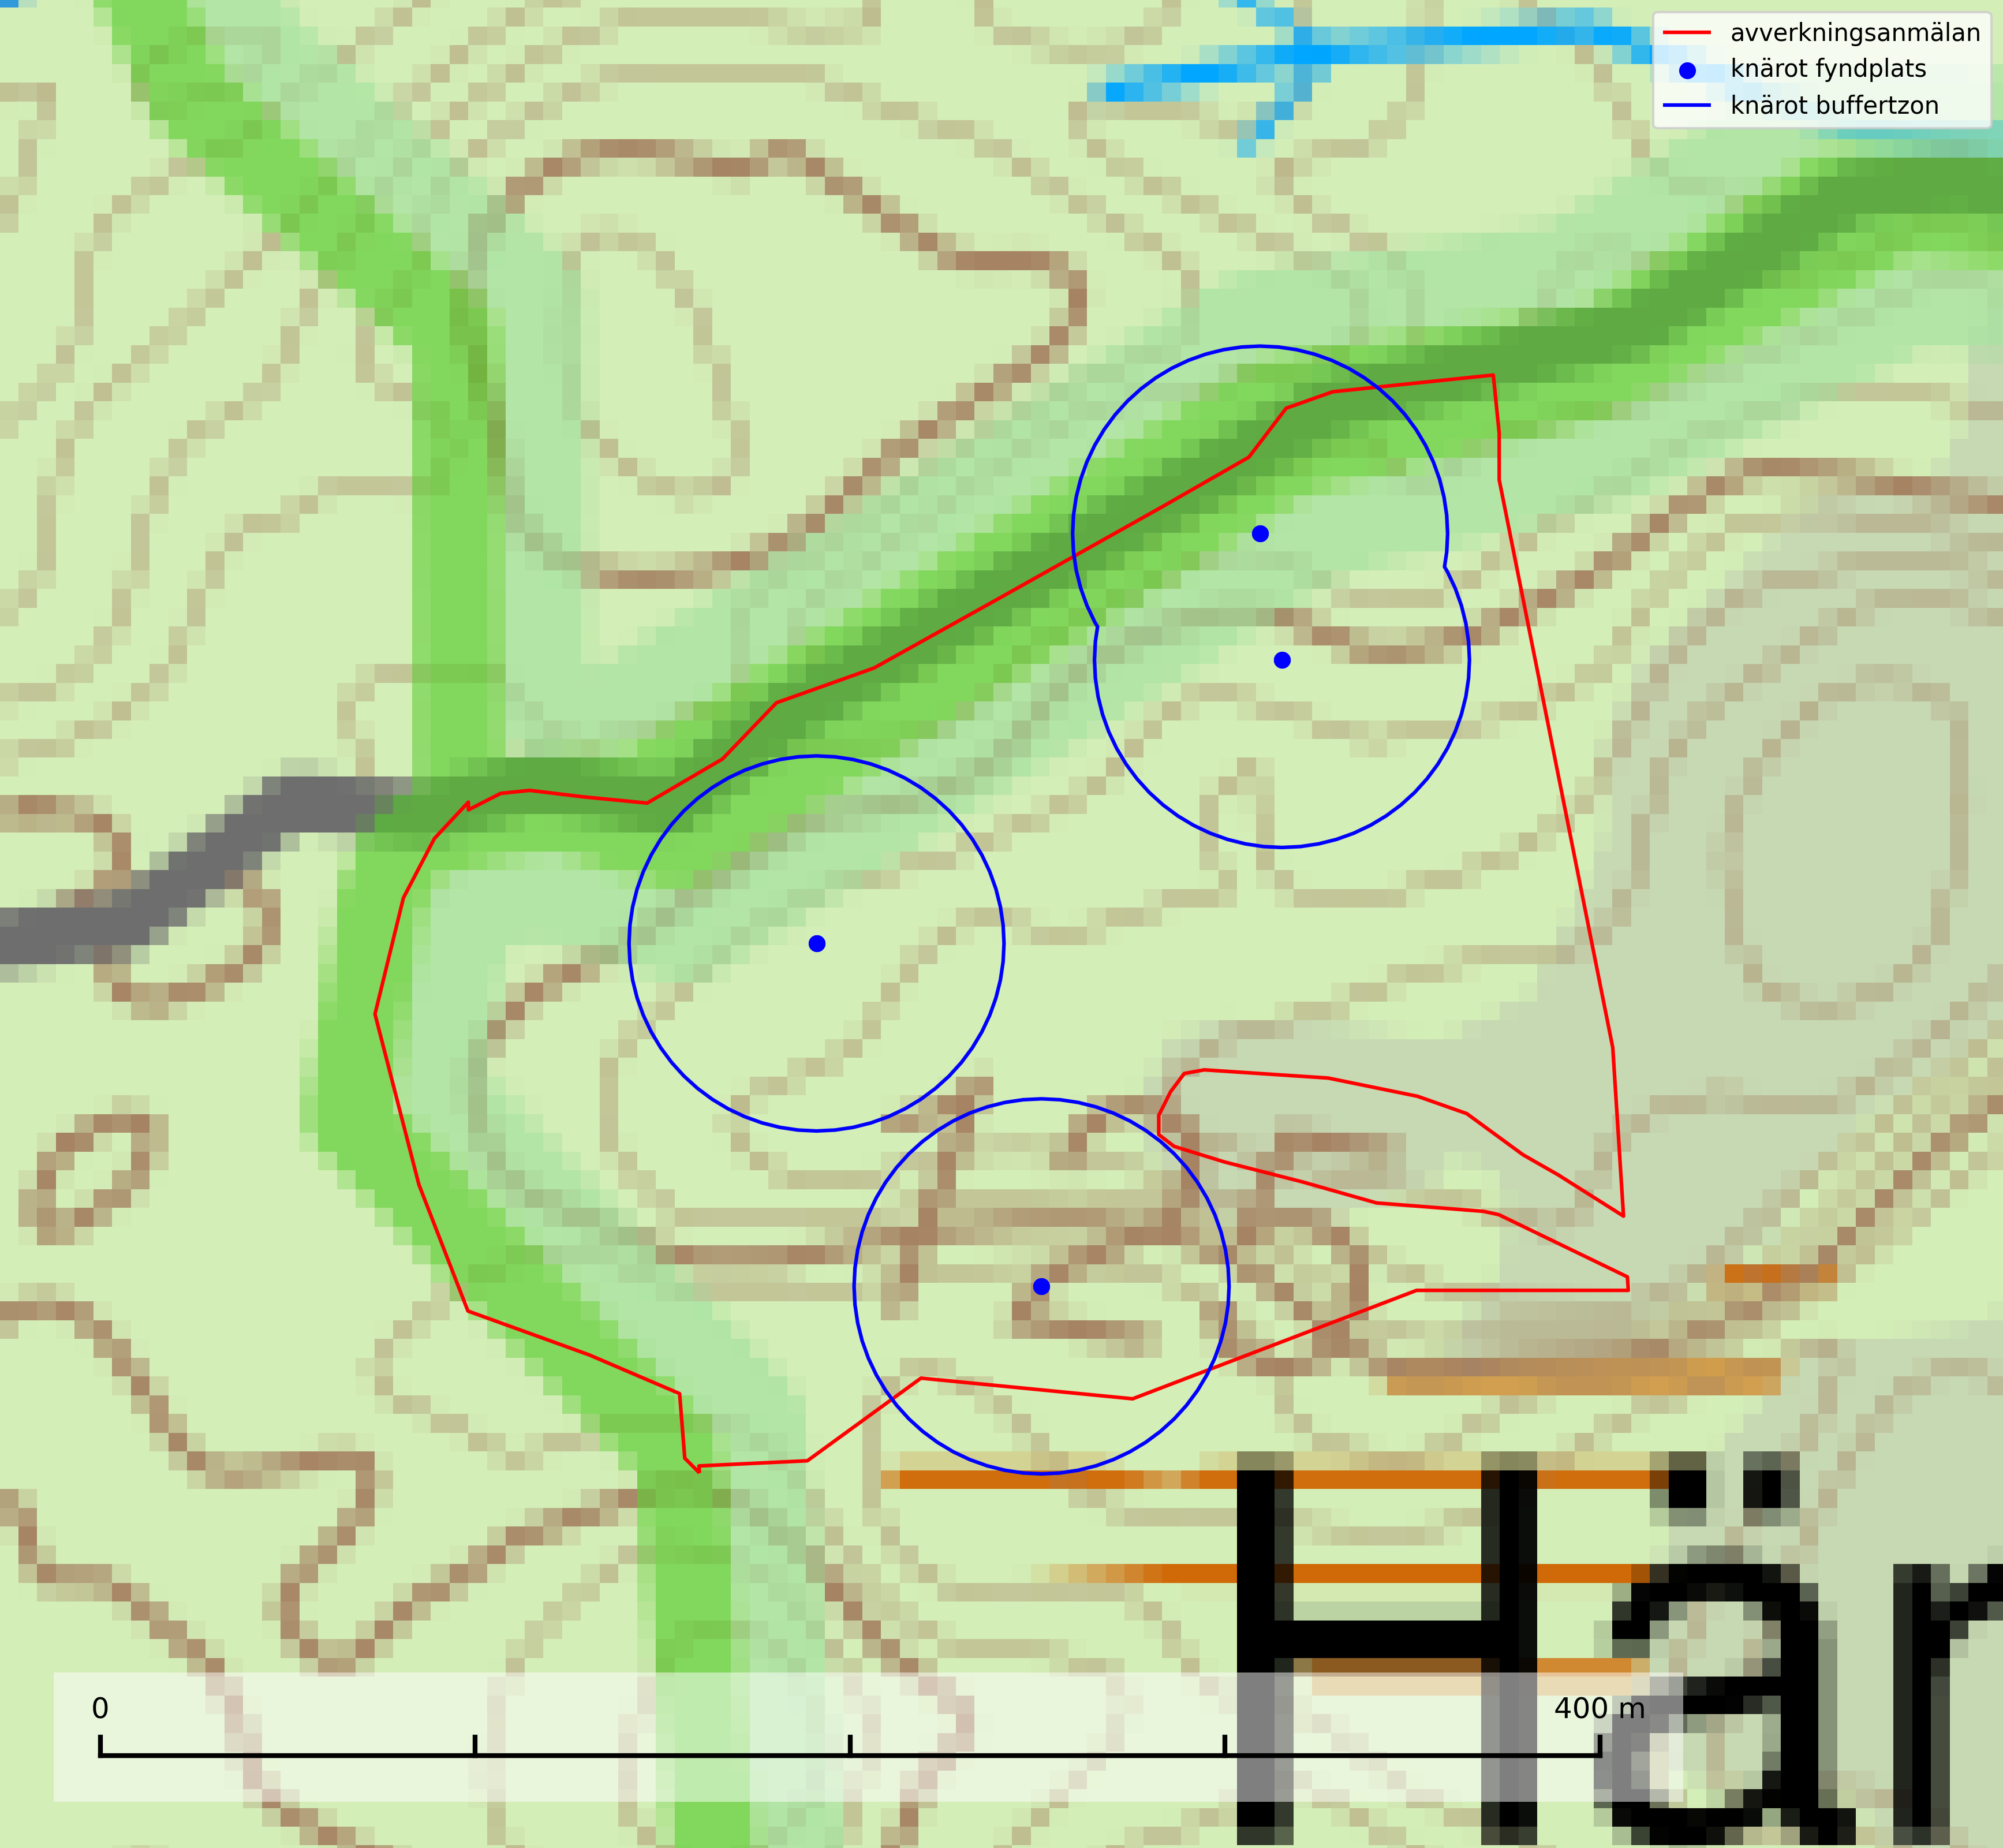 avverkningsanmälan
knärot fyndplats
knärot buffertzon
Här
0 400 m